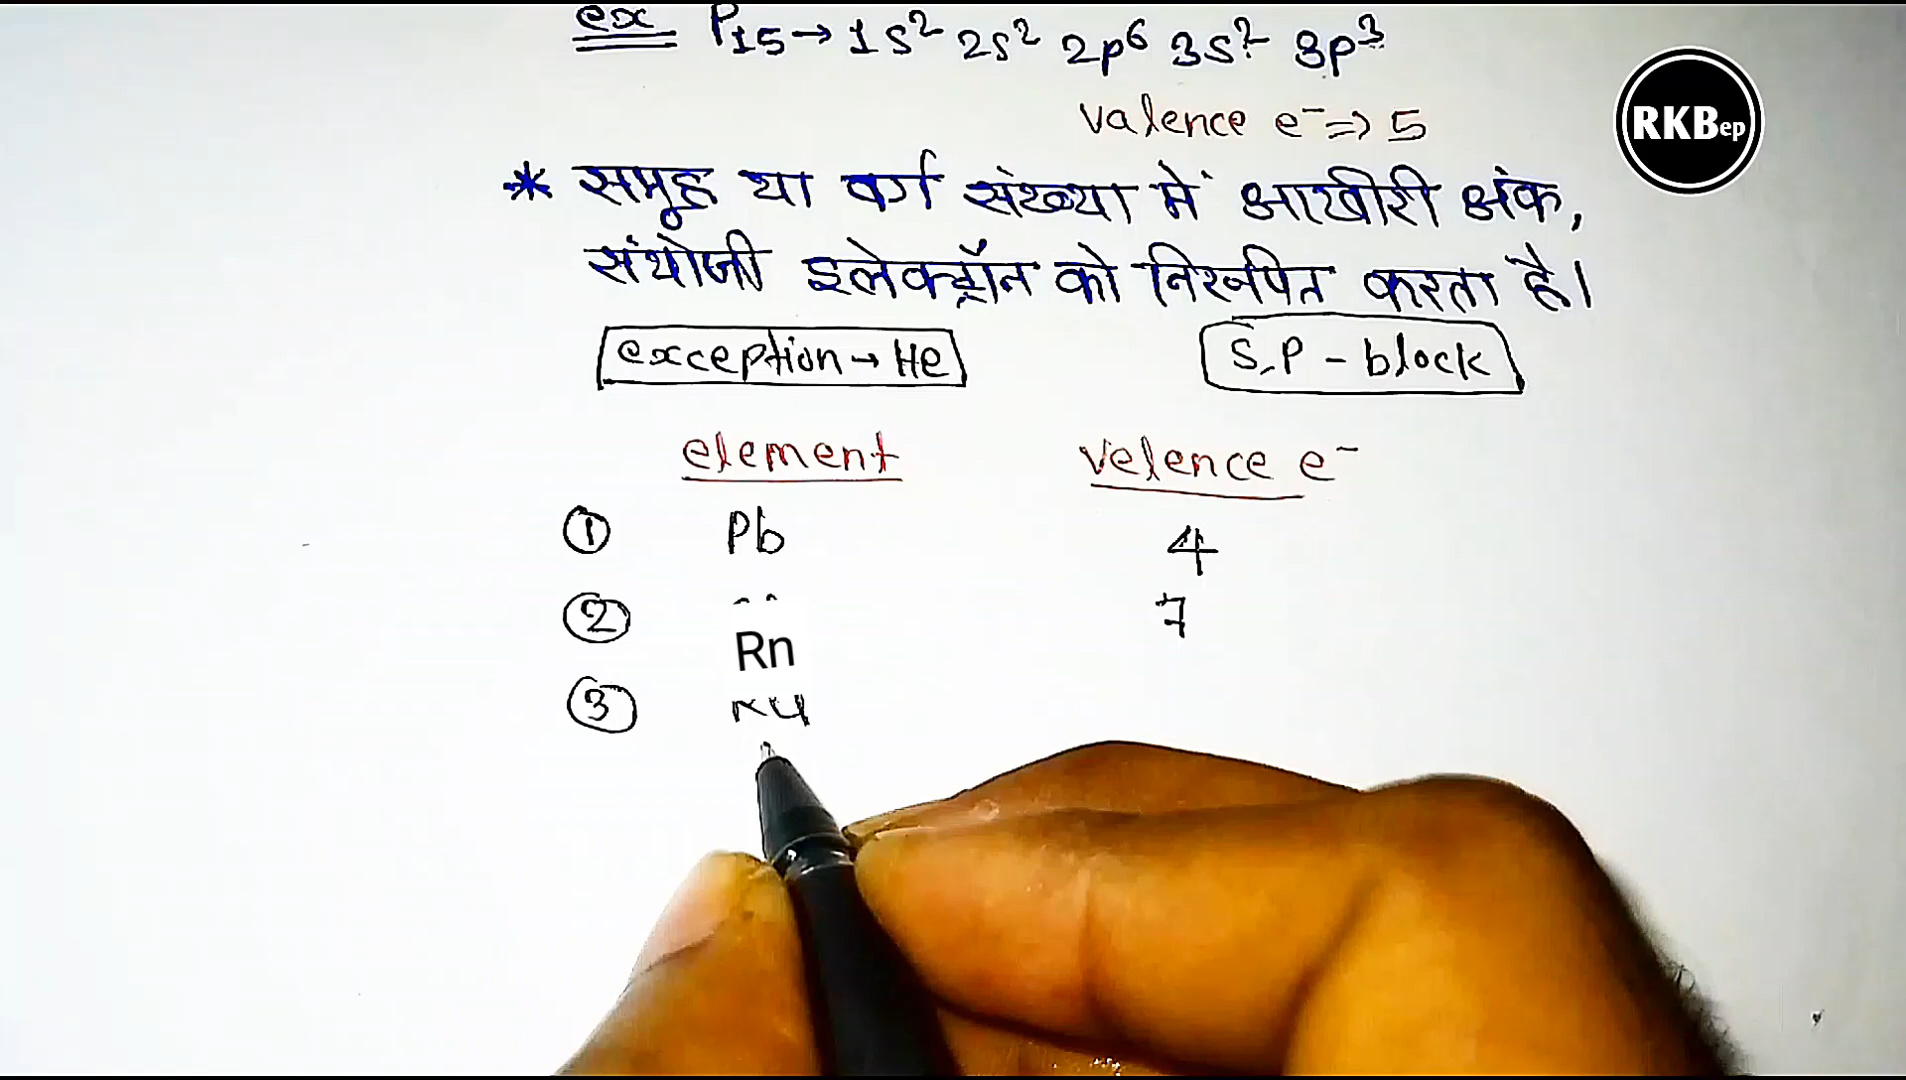 ex P15→1s² 2s² 2p⁶ 3s² 3p³
RKBep
valence e⁻⇒ 5
* समूह या वर्ग संख्या में आखीरी अंक,
संयोजी इलेक्ट्रॉन को निरूपित करता है।
exception→He
S,P - block
element
velence e⁻
① Pb 4
② 7
Rn
③